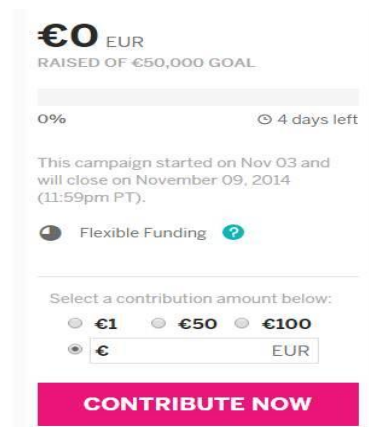 €0 EUR
RAISED OF €50,000 GOAL
0% 4 days left
This campaign started on Nov 03 and
will close on November 09, 2014
(11:59pm PT).
Flexible Funding ?
Select a contribution amount below:
€1 €50 €100
€ EUR
CONTRIBUTE NOW